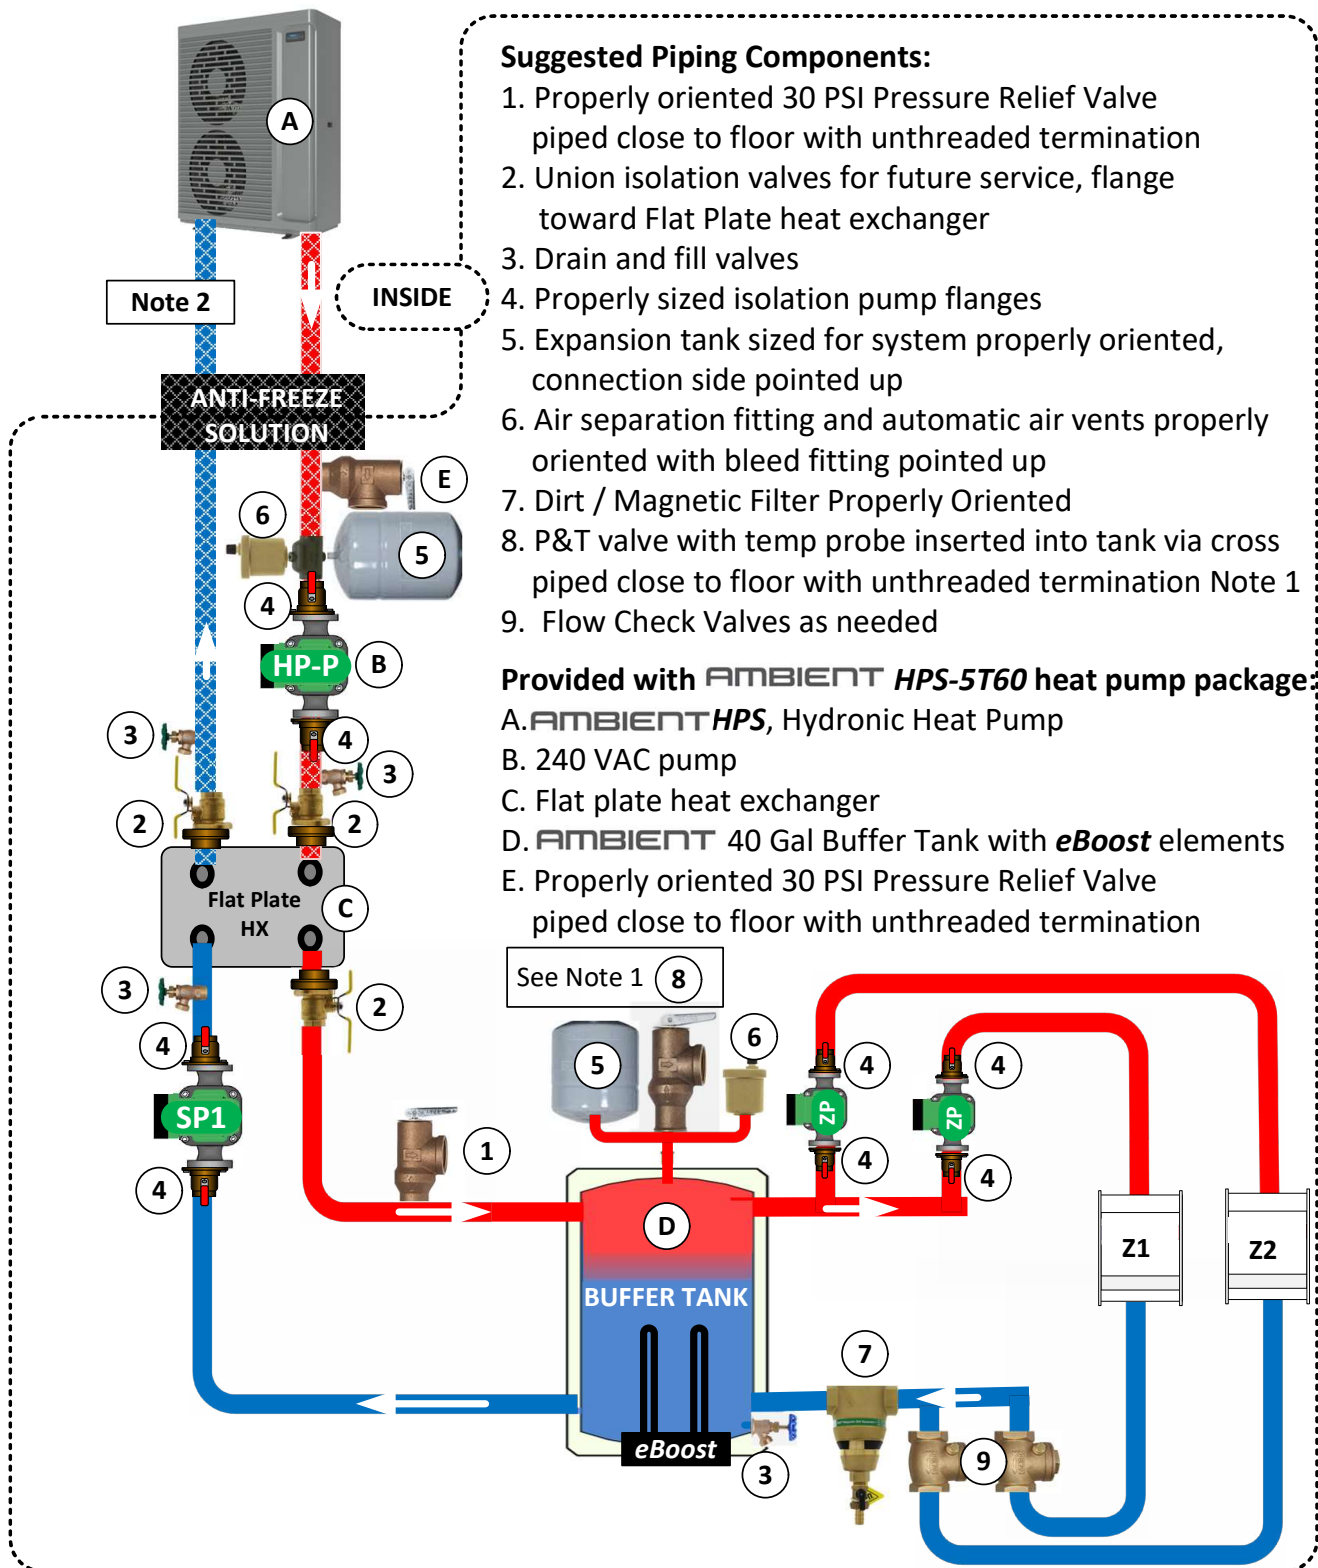 Suggested Piping Components:
1. Properly oriented 30 PSI Pressure Relief Valve
piped close to floor with unthreaded termination
2. Union isolation valves for future service, flange
toward Flat Plate heat exchanger
3. Drain and fill valves
4. Properly sized isolation pump flanges
5. Expansion tank sized for system properly oriented,
connection side pointed up
6. Air separation fitting and automatic air vents properly
oriented with bleed fitting pointed up
7. Dirt / Magnetic Filter Properly Oriented
8. P&T valve with temp probe inserted into tank via cross
piped close to floor with unthreaded termination Note 1
9. Flow Check Valves as needed
Provided with AMBIENT HPS-5T60 heat pump package:
A. AMBIENT HPS, Hydronic Heat Pump
B. 240 VAC pump
C. Flat plate heat exchanger
D. AMBIENT 40 Gal Buffer Tank with eBoost elements
E. Properly oriented 30 PSI Pressure Relief Valve
piped close to floor with unthreaded termination
A
Note 2
INSIDE
ANTI-FREEZE
SOLUTION
E
6
5
4
HP-P
B
3
4
3
2
2
Flat Plate
HX
C
3
2
4
SP1
4
1
See Note 1
8
5
6
4
4
ZP
ZP
4
4
D
BUFFER TANK
eBoost
Z1
Z2
7
3
9